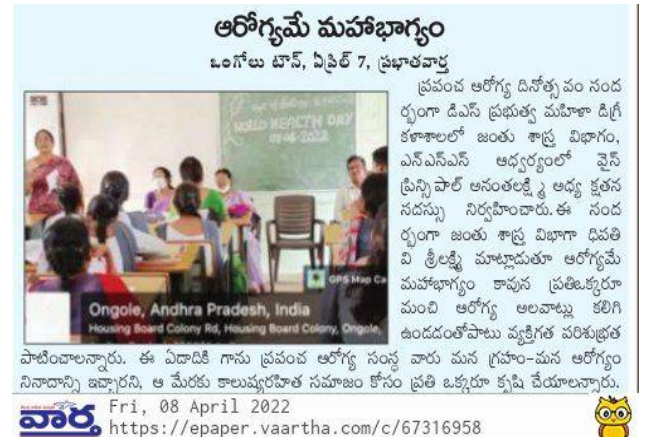 ఆరోగ్యమే మహాభాగ్యం
ఒంగోలు టౌన్, ఏప్రిల్ 7, ప్రభాతవార్త
ప్రపంచ ఆరోగ్య దినోత్స వం సంద
ర్భంగా డిఎస్ ప్రభుత్వ మహిళా డిగ్రీ
కళాశాలలో జంతు శాస్త్ర విభాగం,
ఎన్ఎస్ఎస్ ఆధ్వర్యంలో వైస్
ప్రిన్సి పాల్ అనంతలక్ష్మి అధ్య క్షతన
నదస్సు నిర్వహించారు.ఈ సంద
ర్భంగా జంతు శాస్త్ర విభాగా ధిపతి
వి శ్రీలక్ష్మి మాట్లాడుతూ ఆరోగ్యమే
మహాభాగ్యం కావున ప్రతిఒక్కరూ
మంచి ఆరోగ్య అలవాట్లు కలిగి
ఉండడంతోపాటు వ్యక్తిగత పరిశుభ్రత
పాటించాలన్నారు. ఈ ఏడాదికి గాను ప్రపంచ ఆరోగ్య సంస్థ వారు మన గ్రహం-మన ఆరోగ్యం
నినాదాన్ని ఇచ్చారని, ఆ మేరకు కాలుష్యరహిత సమాజం కోసం ప్రతి ఒక్కరూ కృషి చేయాలన్నారు.
WORLD HEALTH DAY
GPS Map Ca
Ongole, Andhra Pradesh, India
Housing Board Colony Rd, Housing Board Colony, Ongole,
వార్త
Fri, 08 April 2022
https://epaper.vaartha.com/c/67316958